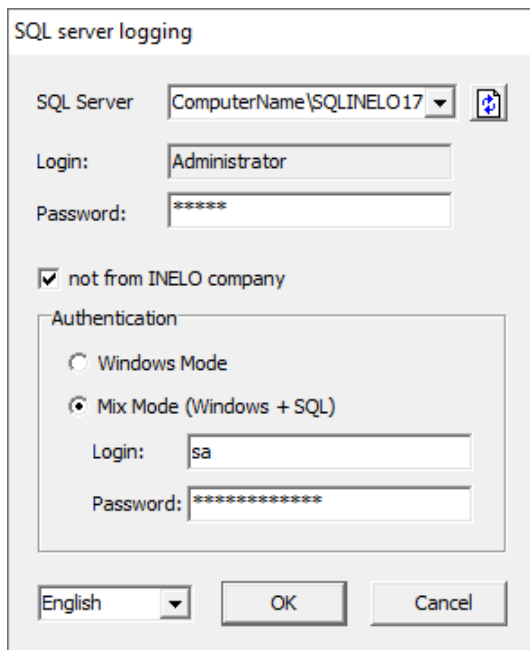 SQL server logging
SQL Server ComputerName\SQLINELO17
Login: Administrator
Password: *****
not from INELO company
Authentication
Windows Mode
Mix Mode (Windows + SQL)
Login: sa
Password: ************
English OK Cancel